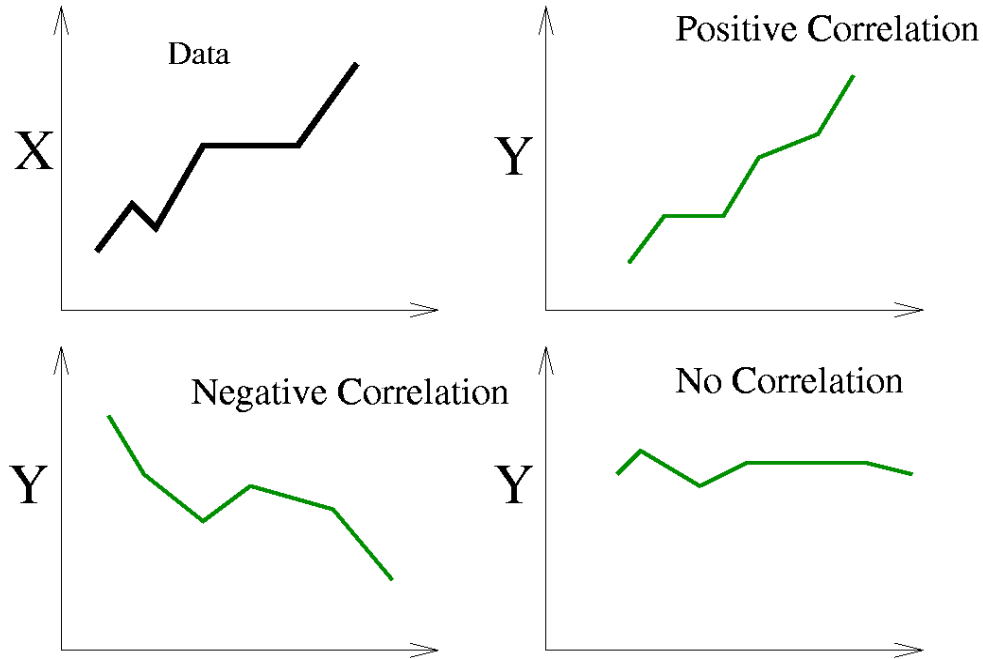 Data
X
Positive Correlation
Y
Negative Correlation
Y
No Correlation
Y